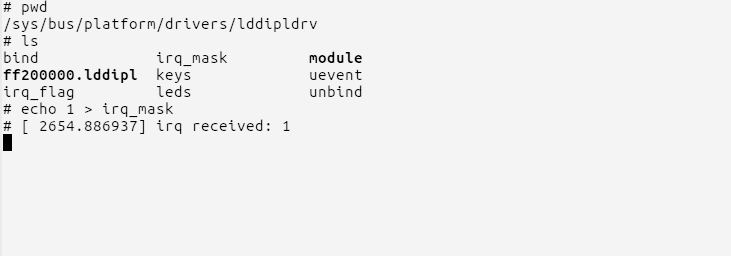 # pwd
/sys/bus/platform/drivers/lddipldrv
# ls
bind             irq_mask         module
ff200000.lddipl  keys             uevent
irq_flag         leds             unbind
# echo 1 > irq_mask
# [ 2654.886937] irq received: 1